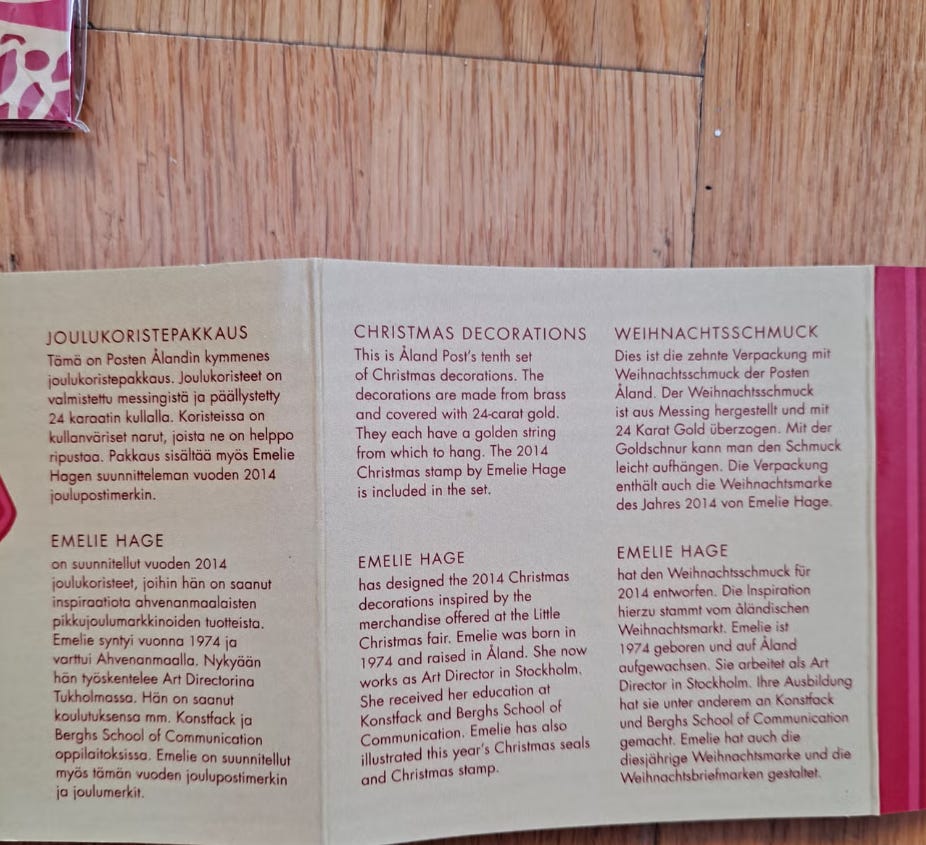 JOULUKORISTEPAKKAUS
Tämä on Posten Ålandin kymmenes
joulukoristepakkaus. Joulukoristeet on
valmistettu messingistä ja päällystetty
24 karaatin kullalla. Koristeissa on
kullanväriset narut, joista ne on helppo
ripustaa. Pakkaus sisältää myös Emelie
Hagen suunnitteleman vuoden 2014
joulupostimerkin.
EMELIE HAGE
on suunnitellut vuoden 2014
joulukoristeet, joihin hän on saanut
inspiraatiota ahvenanmaalaisten
pikkujoulumarkkinoiden tuotteista.
Emelie syntyi vuonna 1974 ja
varttui Ahvenanmaalla. Nykyään
hän työskentelee Art Directorina
Tukholmassa. Hän on saanut
koulutuksensa mm. Konstfack ja
Berghs School of Communication
oppilaitoksissa. Emelie on suunnitellut
myös tämän vuoden joulupostimerkin
ja joulumerkit.
CHRISTMAS DECORATIONS
This is Åland Post's tenth set
of Christmas decorations. The
decorations are made from brass
and covered with 24-carat gold.
They each have a golden string
from which to hang. The 2014
Christmas stamp by Emelie Hage
is included in the set.
EMELIE HAGE
has designed the 2014 Christmas
decorations inspired by the
merchandise offered at the Little
Christmas fair. Emelie was born in
1974 and raised in Åland. She now
works as Art Director in Stockholm.
She received her education at
Konstfack and Berghs School of
Communication. Emelie has also
illustrated this year's Christmas seals
and Christmas stamp.
WEIHNACHTSSCHMUCK
Dies ist die zehnte Verpackung mit
Weihnachtsschmuck der Posten
Åland. Der Weihnachtsschmuck
ist aus Messing hergestellt und mit
24 Karat Gold überzogen. Mit der
Goldschnur kann man den Schmuck
leicht aufhängen. Die Verpackung
enthält auch die Weihnachtsmarke
des Jahres 2014 von Emelie Hage.
EMELIE HAGE
hat den Weihnachtsschmuck für
2014 entworfen. Die Inspiration
hierzu stammt vom åländischen
Weihnachtsmarkt. Emelie ist
1974 geboren und auf Åland
aufgewachsen. Sie arbeitet als Art
Director in Stockholm. Ihre Ausbildung
hat sie unter anderem an Konstfack
und Berghs School of Communication
gemacht. Emelie hat auch die
diesjährige Weihnachtsmarke und die
Weihnachtsbriefmarken gestaltet.